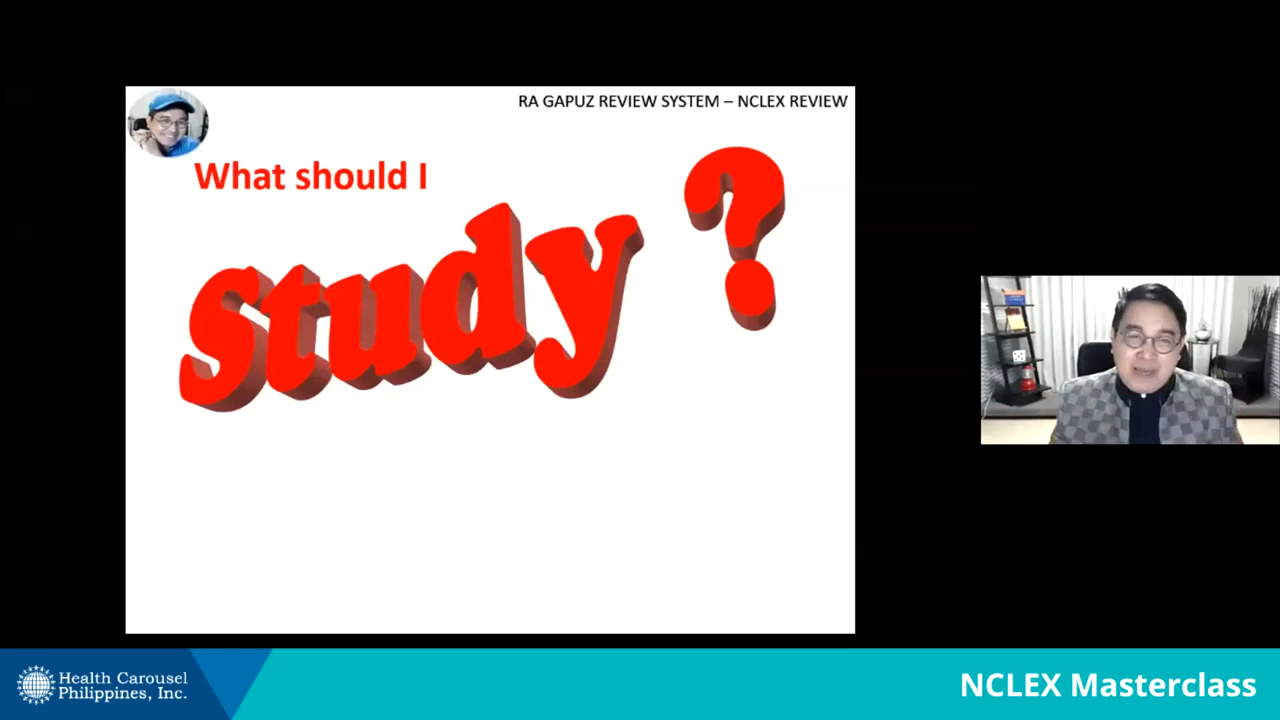 RA GAPUZ REVIEW SYSTEM – NCLEX REVIEW
What should I
Study ?
Health Carousel
Philippines, Inc.
NCLEX Masterclass